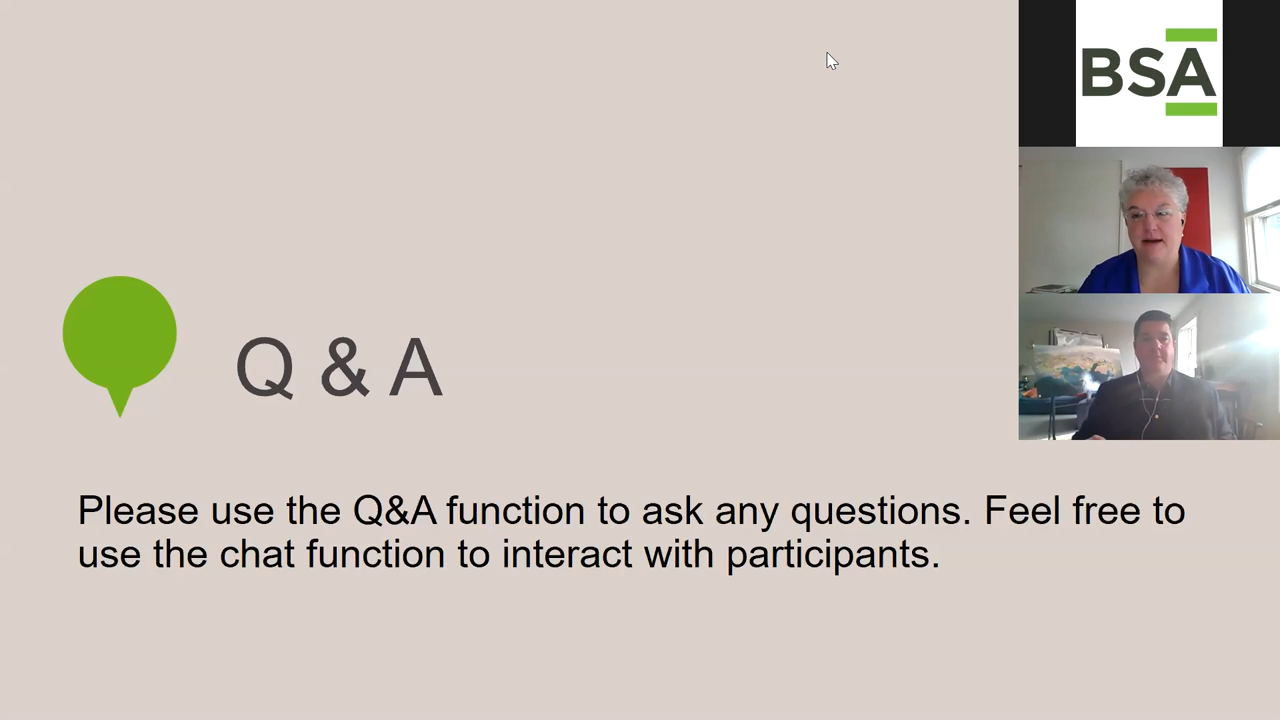 BSA
Q & A
Please use the Q&A function to ask any questions. Feel free to
use the chat function to interact with participants.